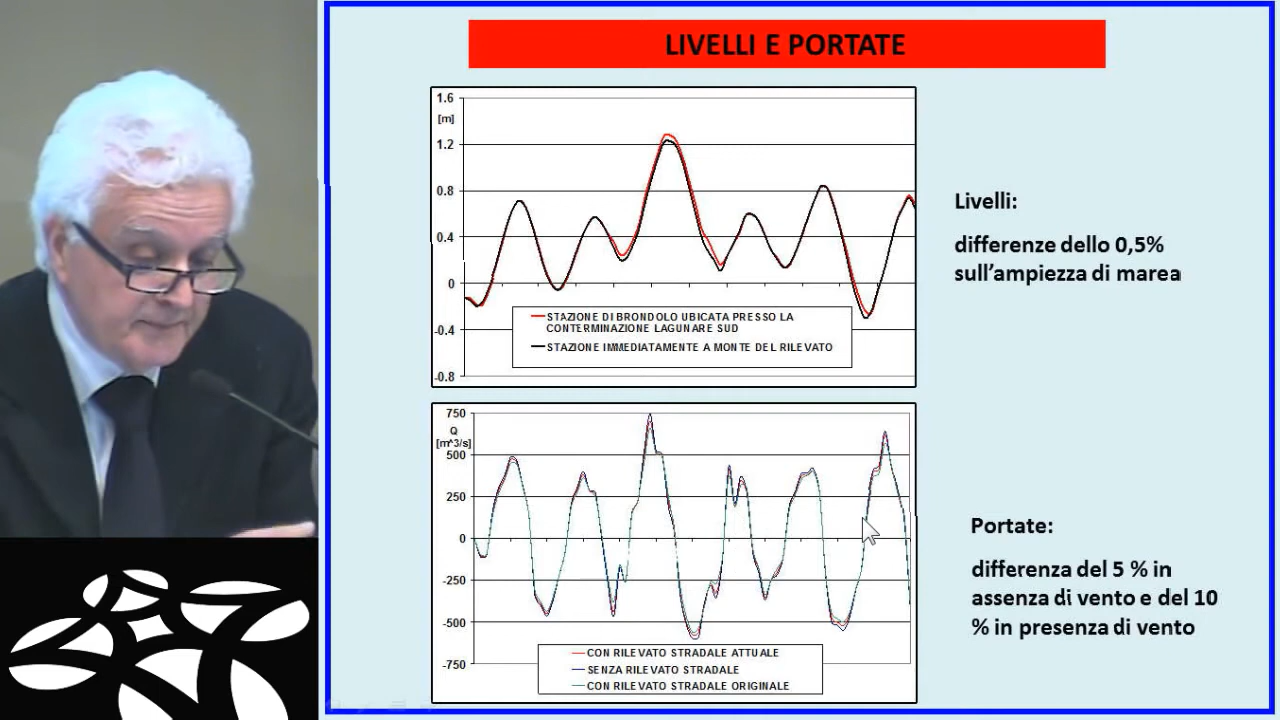 LIVELLI E PORTATE
1.6
[m]
1.2
0.8
0.4
0
-0.4
-0.8
STAZIONE DI BRONDOLO UBICATA PRESSO LA
CONTERMINAZIONE LAGUNARE SUD
STAZIONE IMMEDIATAMENTE A MONTE DEL RILEVATO
Livelli:
differenze dello 0,5%
sull’ampiezza di marea
750
Q
[m^3/s]
500
250
0
-250
-500
-750
CON RILEVATO STRADALE ATTUALE
SENZA RILEVATO STRADALE
CON RILEVATO STRADALE ORIGINALE
Portate:
differenza del 5 % in
assenza di vento e del 10
% in presenza di vento